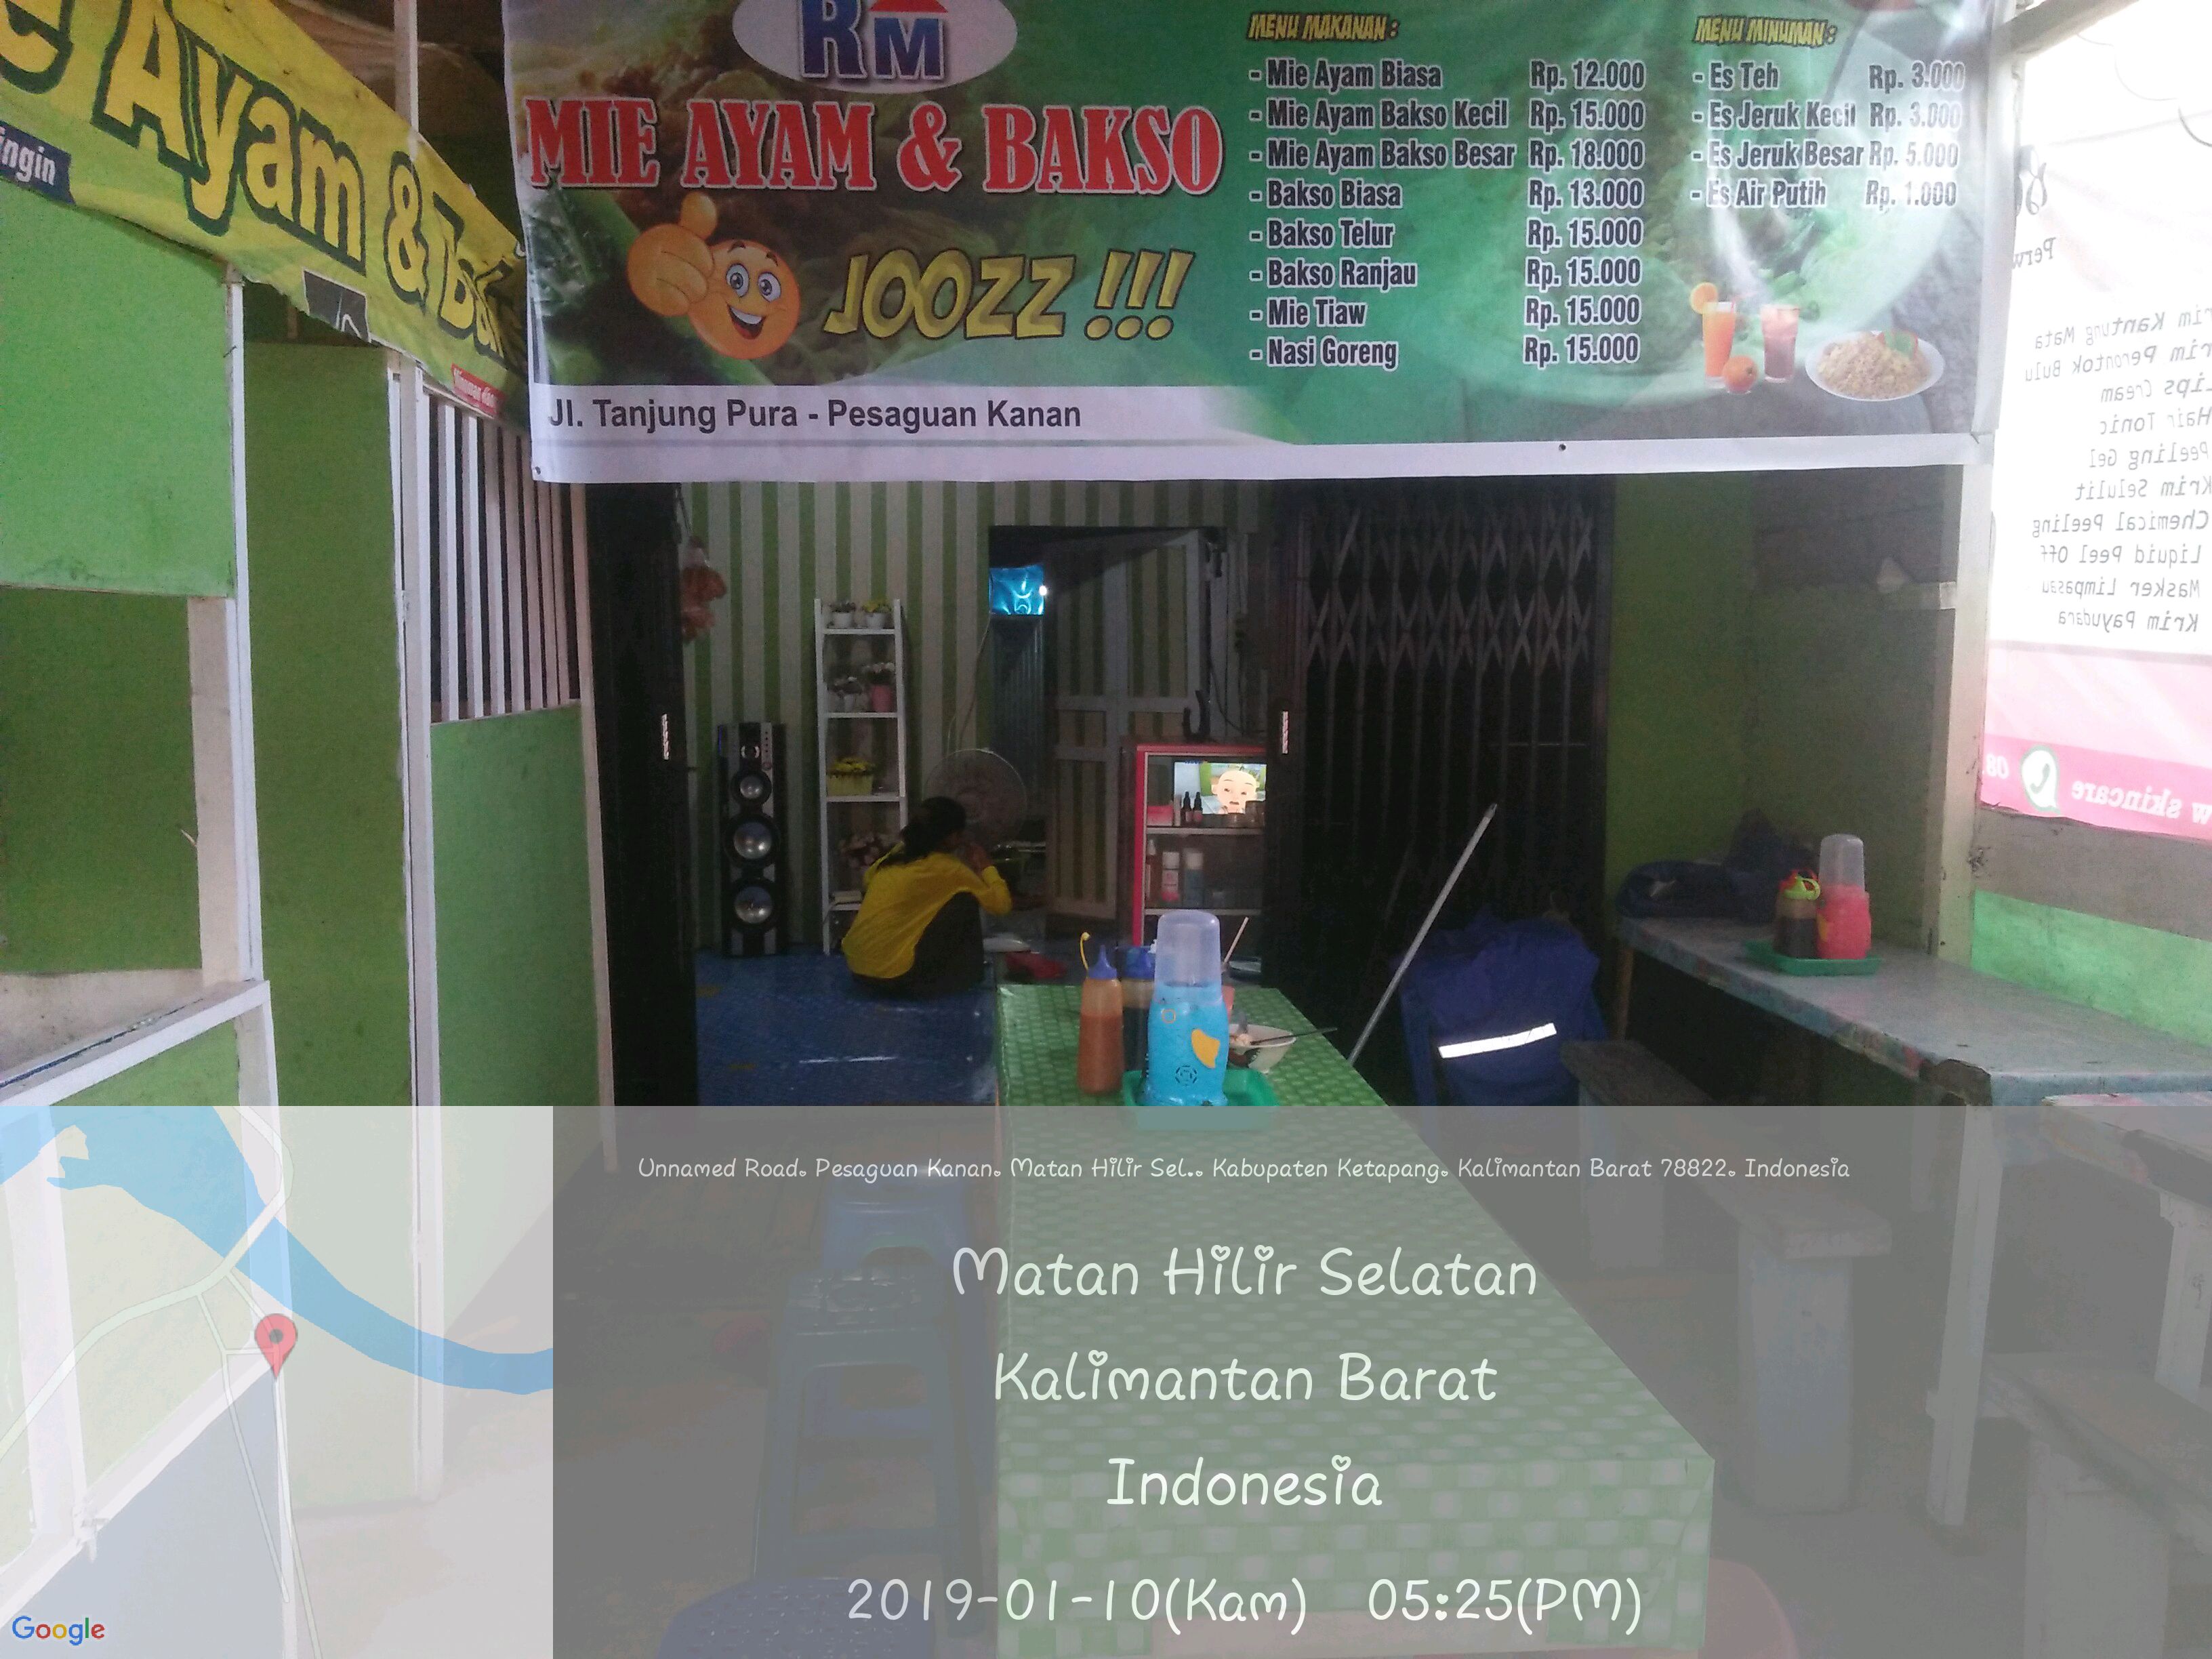 e Ayam & Bak
ingin
RM
MIE AYAM & BAKSO
JOOZZ !!!
Jl. Tanjung Pura - Pesaguan Kanan
MENU MAKANAN :
- Mie Ayam Biasa Rp. 12.000
- Mie Ayam Bakso Kecil Rp. 15.000
- Mie Ayam Bakso Besar Rp. 18.000
- Bakso Biasa Rp. 13.000
- Bakso Telur Rp. 15.000
- Bakso Ranjau Rp. 15.000
- Mie Tiaw Rp. 15.000
- Nasi Goreng Rp. 15.000
MENU MINUMAN :
- Es Teh Rp. 3.000
- Es Jeruk Kecil Rp. 3.000
- Es Jeruk Besar Rp. 5.000
- Es Air Putih Rp. 1.000
Perw
rim Kantung Mata
rim Perontok Bulu
Lips Cream
Hair Tonic
Peeling Gel
Krim Selulit
Chemical Peeling
Liquid Peel Off
Masker Limpasau
Krim Payudara
w skincare 08
Unnamed Road, Pesaguan Kanan, Matan Hilir Sel., Kabupaten Ketapang, Kalimantan Barat 78822, Indonesia
Matan Hilir Selatan
Kalimantan Barat
Indonesia
2019-01-10(Kam) 05:25(PM)
Google